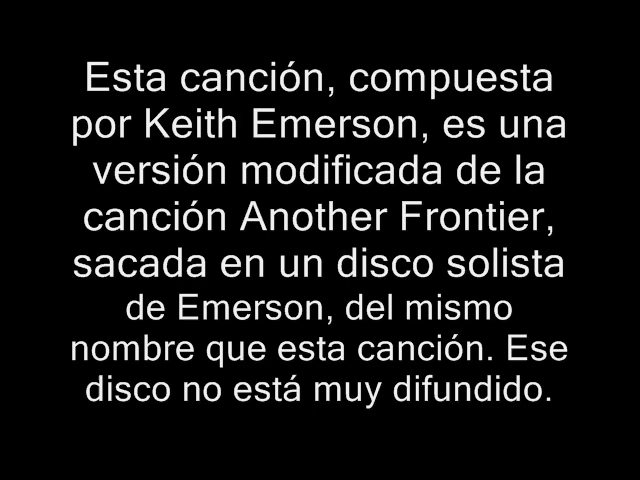 Esta canción, compuesta
por Keith Emerson, es una
versión modificada de la
canción Another Frontier,
sacada en un disco solista
de Emerson, del mismo
nombre que esta canción. Ese
disco no está muy difundido.